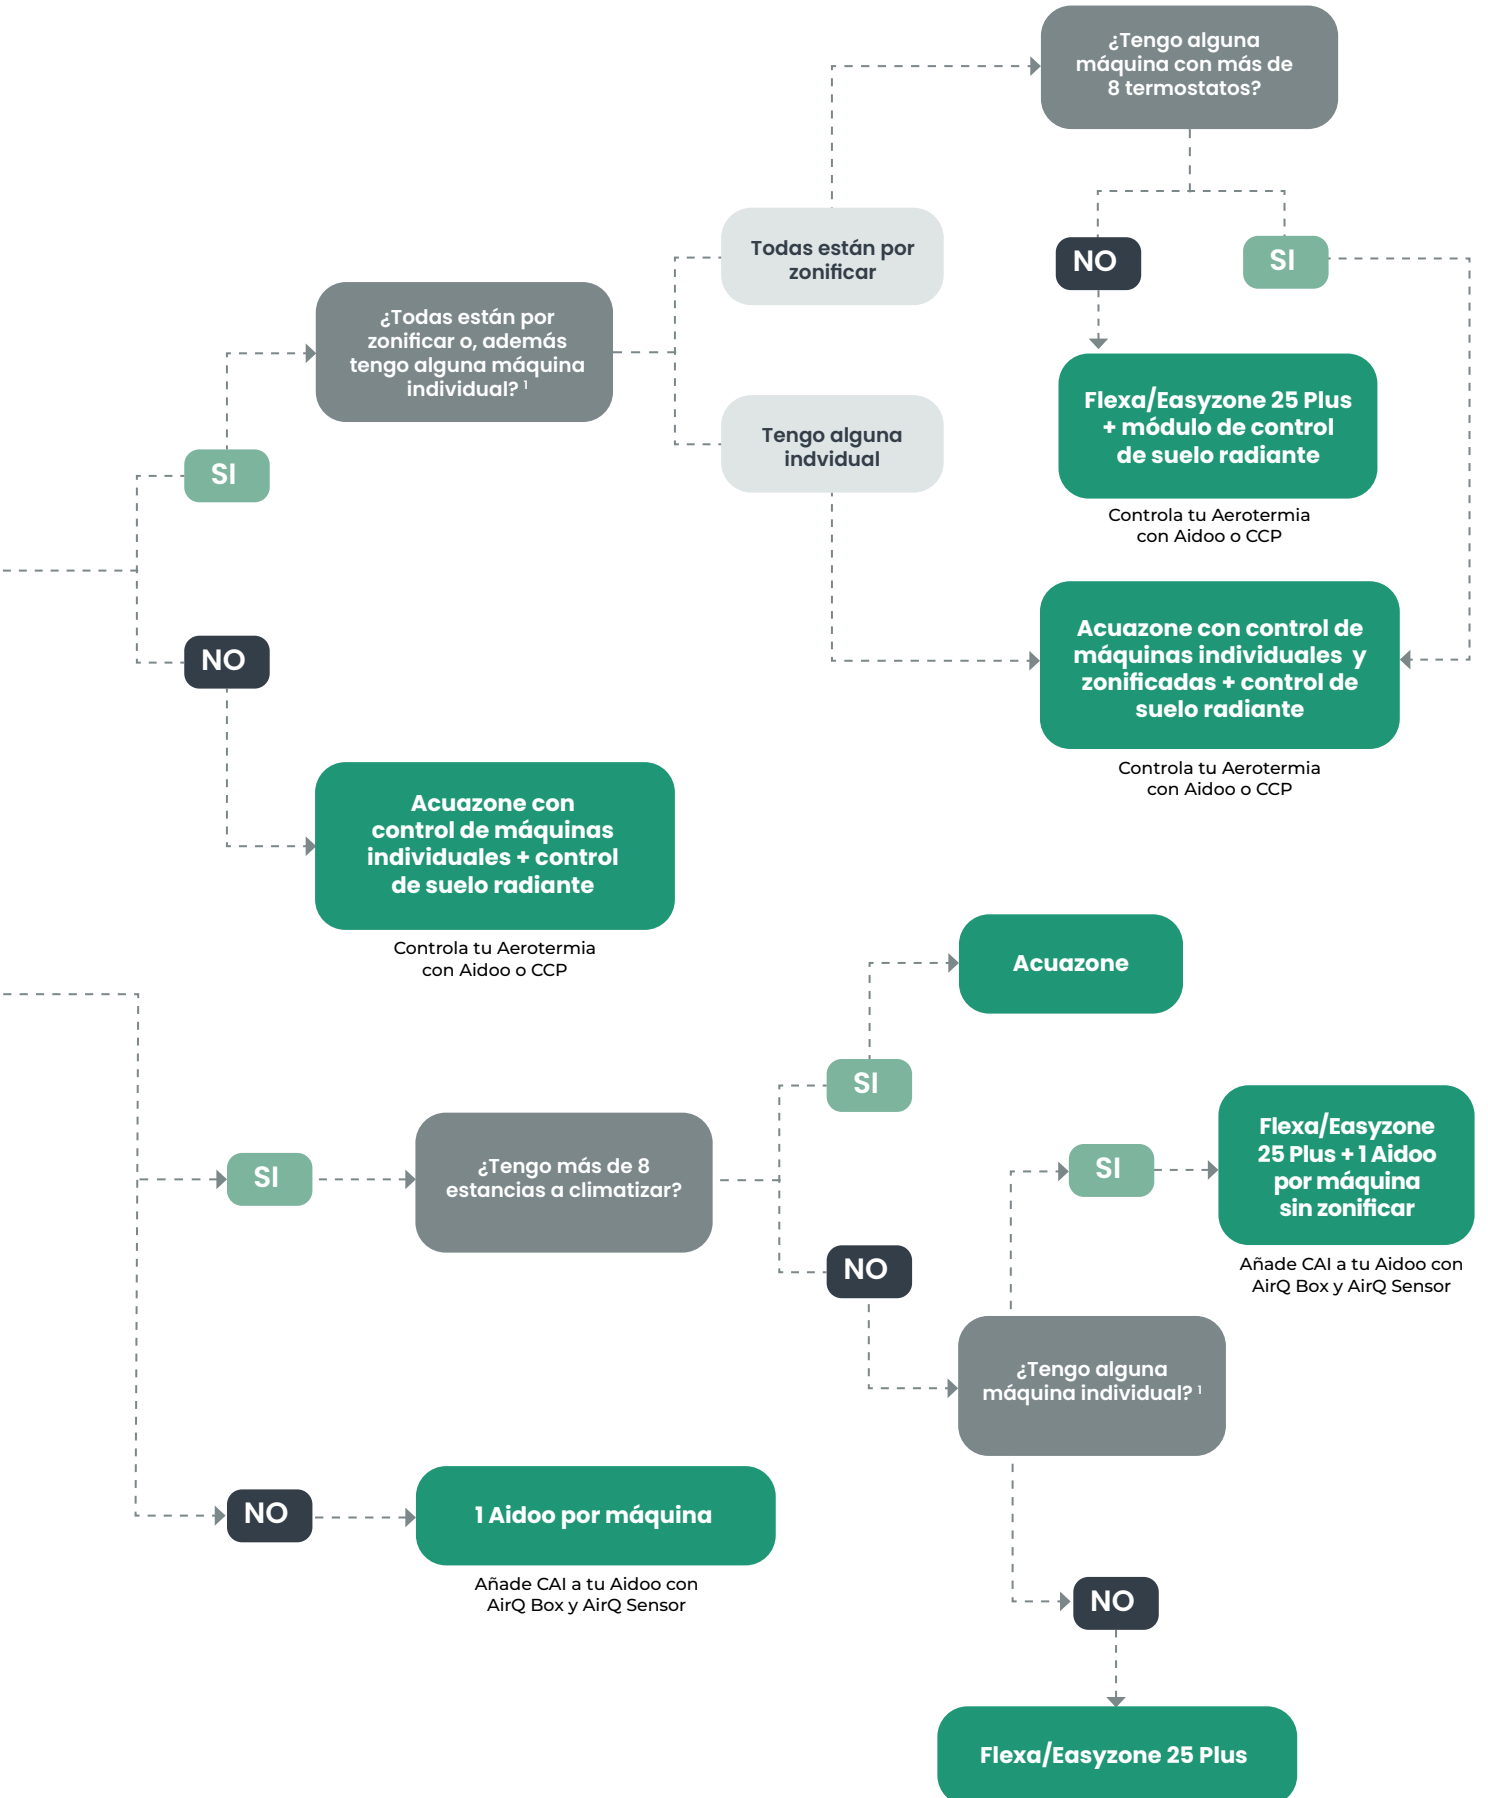 ¿Tengo alguna
máquina con más de
8 termostatos?
NO
SI
Todas están por
zonificar
¿Todas están por
zonificar o, además
tengo alguna máquina
individual? ¹
Tengo alguna
indvidual
Flexa/Easyzone 25 Plus
+ módulo de control
de suelo radiante
Controla tu Aerotermia
con Aidoo o CCP
SI
NO
Acuazone con control de
máquinas individuales y
zonificadas + control de
suelo radiante
Controla tu Aerotermia
con Aidoo o CCP
Acuazone con
control de máquinas
individuales + control
de suelo radiante
Controla tu Aerotermia
con Aidoo o CCP
Acuazone
SI
SI
¿Tengo más de 8
estancias a climatizar?
NO
SI
Flexa/Easyzone
25 Plus + 1 Aidoo
por máquina
sin zonificar
Añade CAI a tu Aidoo con
AirQ Box y AirQ Sensor
¿Tengo alguna
máquina individual? ¹
NO
1 Aidoo por máquina
Añade CAI a tu Aidoo con
AirQ Box y AirQ Sensor
NO
Flexa/Easyzone 25 Plus